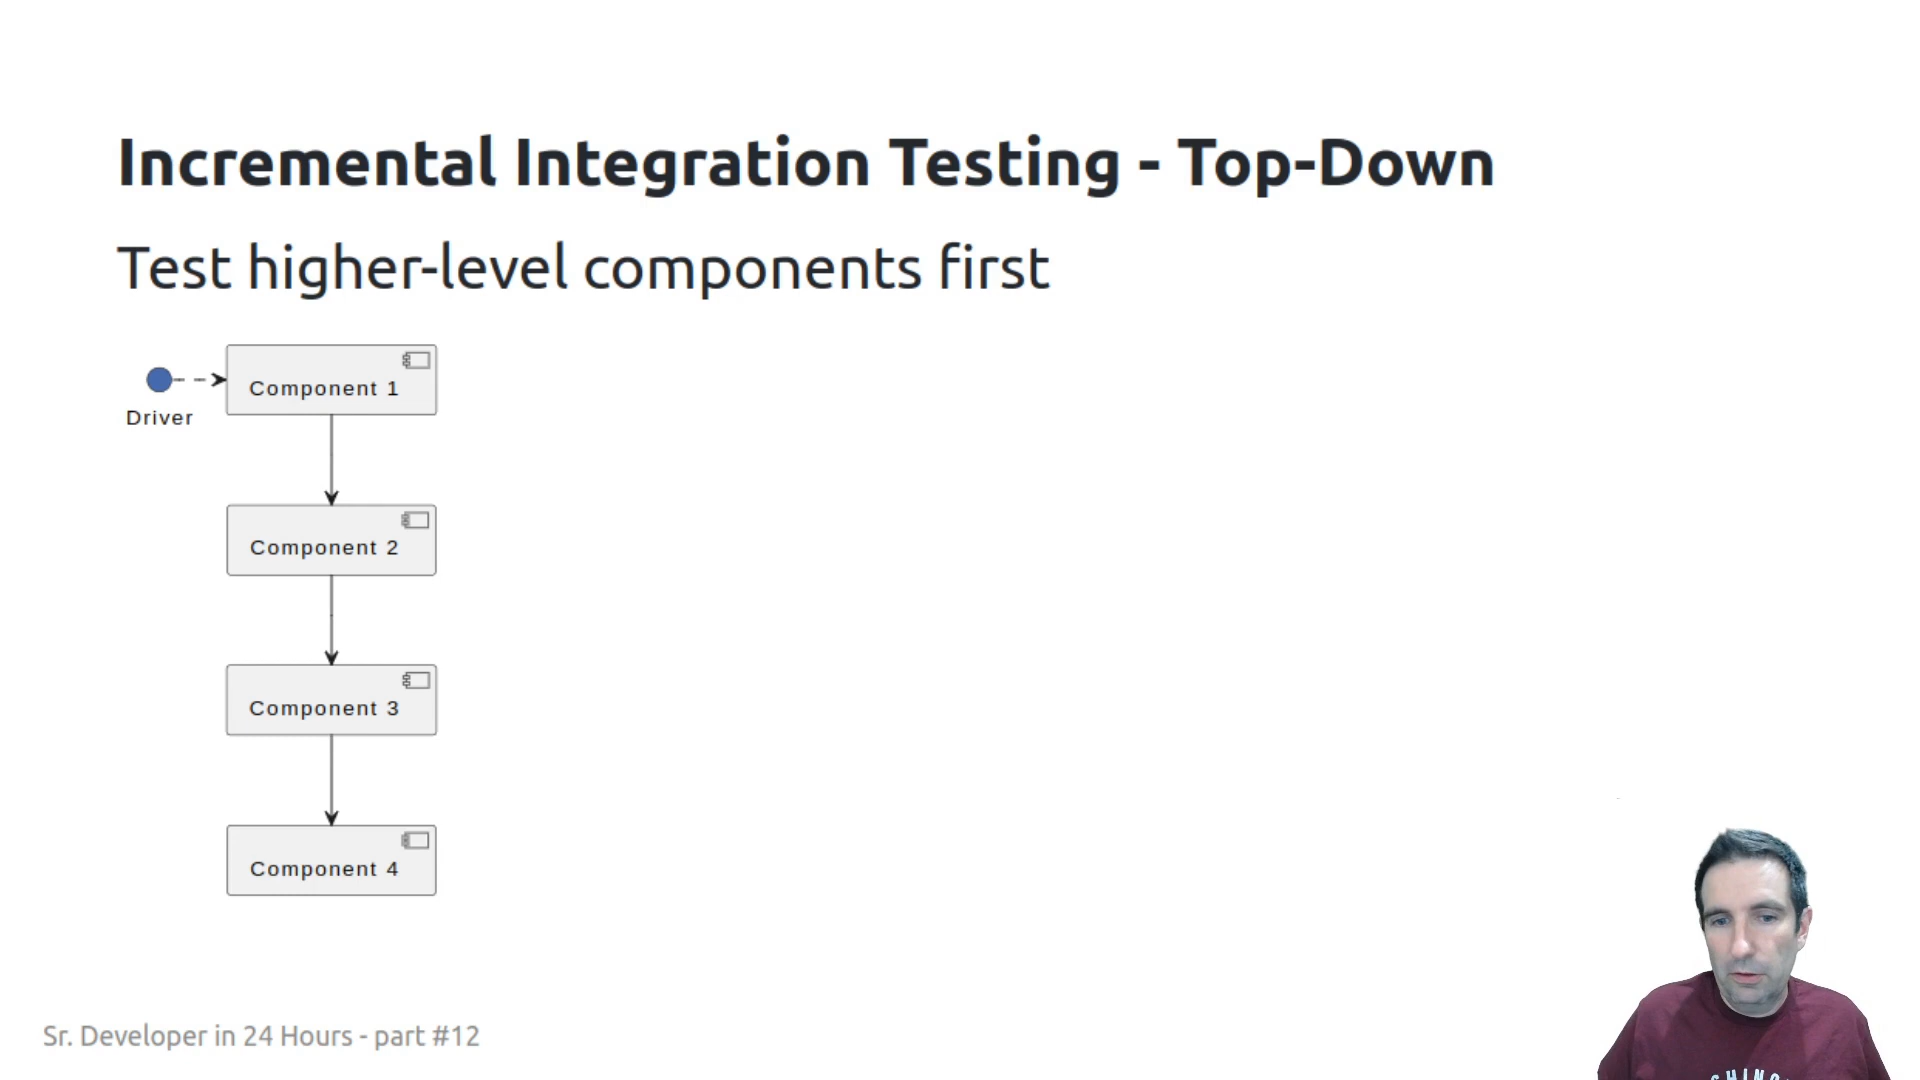 Incremental Integration Testing - Top-Down
Test higher-level components first
Component 1
Driver
Component 2
Component 3
Component 4
Sr. Developer in 24 Hours - part #12